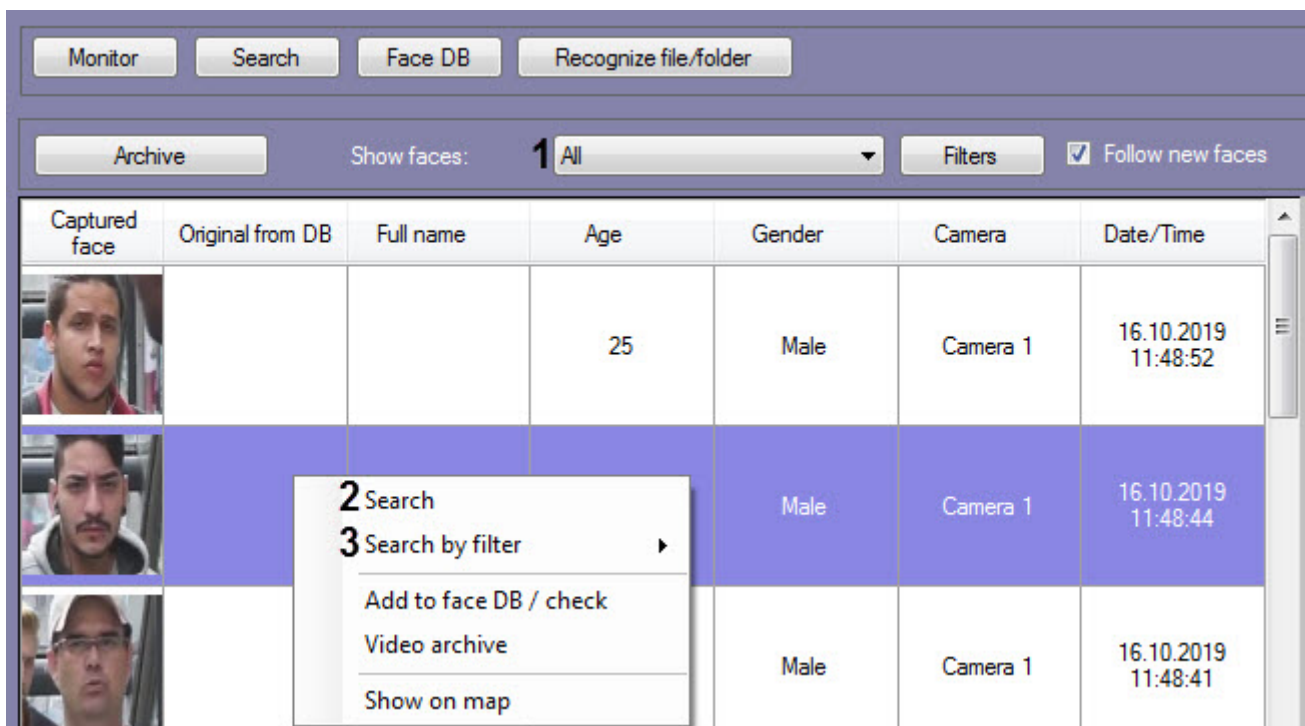 Monitor Search Face DB Recognize file/folder
Archive Show faces: 1 All Filters Follow new faces
Captured face Original from DB Full name Age Gender Camera Date/Time
25 Male Camera 1 16.10.2019 11:48:52
Male Camera 1 16.10.2019 11:48:44
2 Search
3 Search by filter
Add to face DB / check
Video archive
Show on map
Male Camera 1 16.10.2019 11:48:41